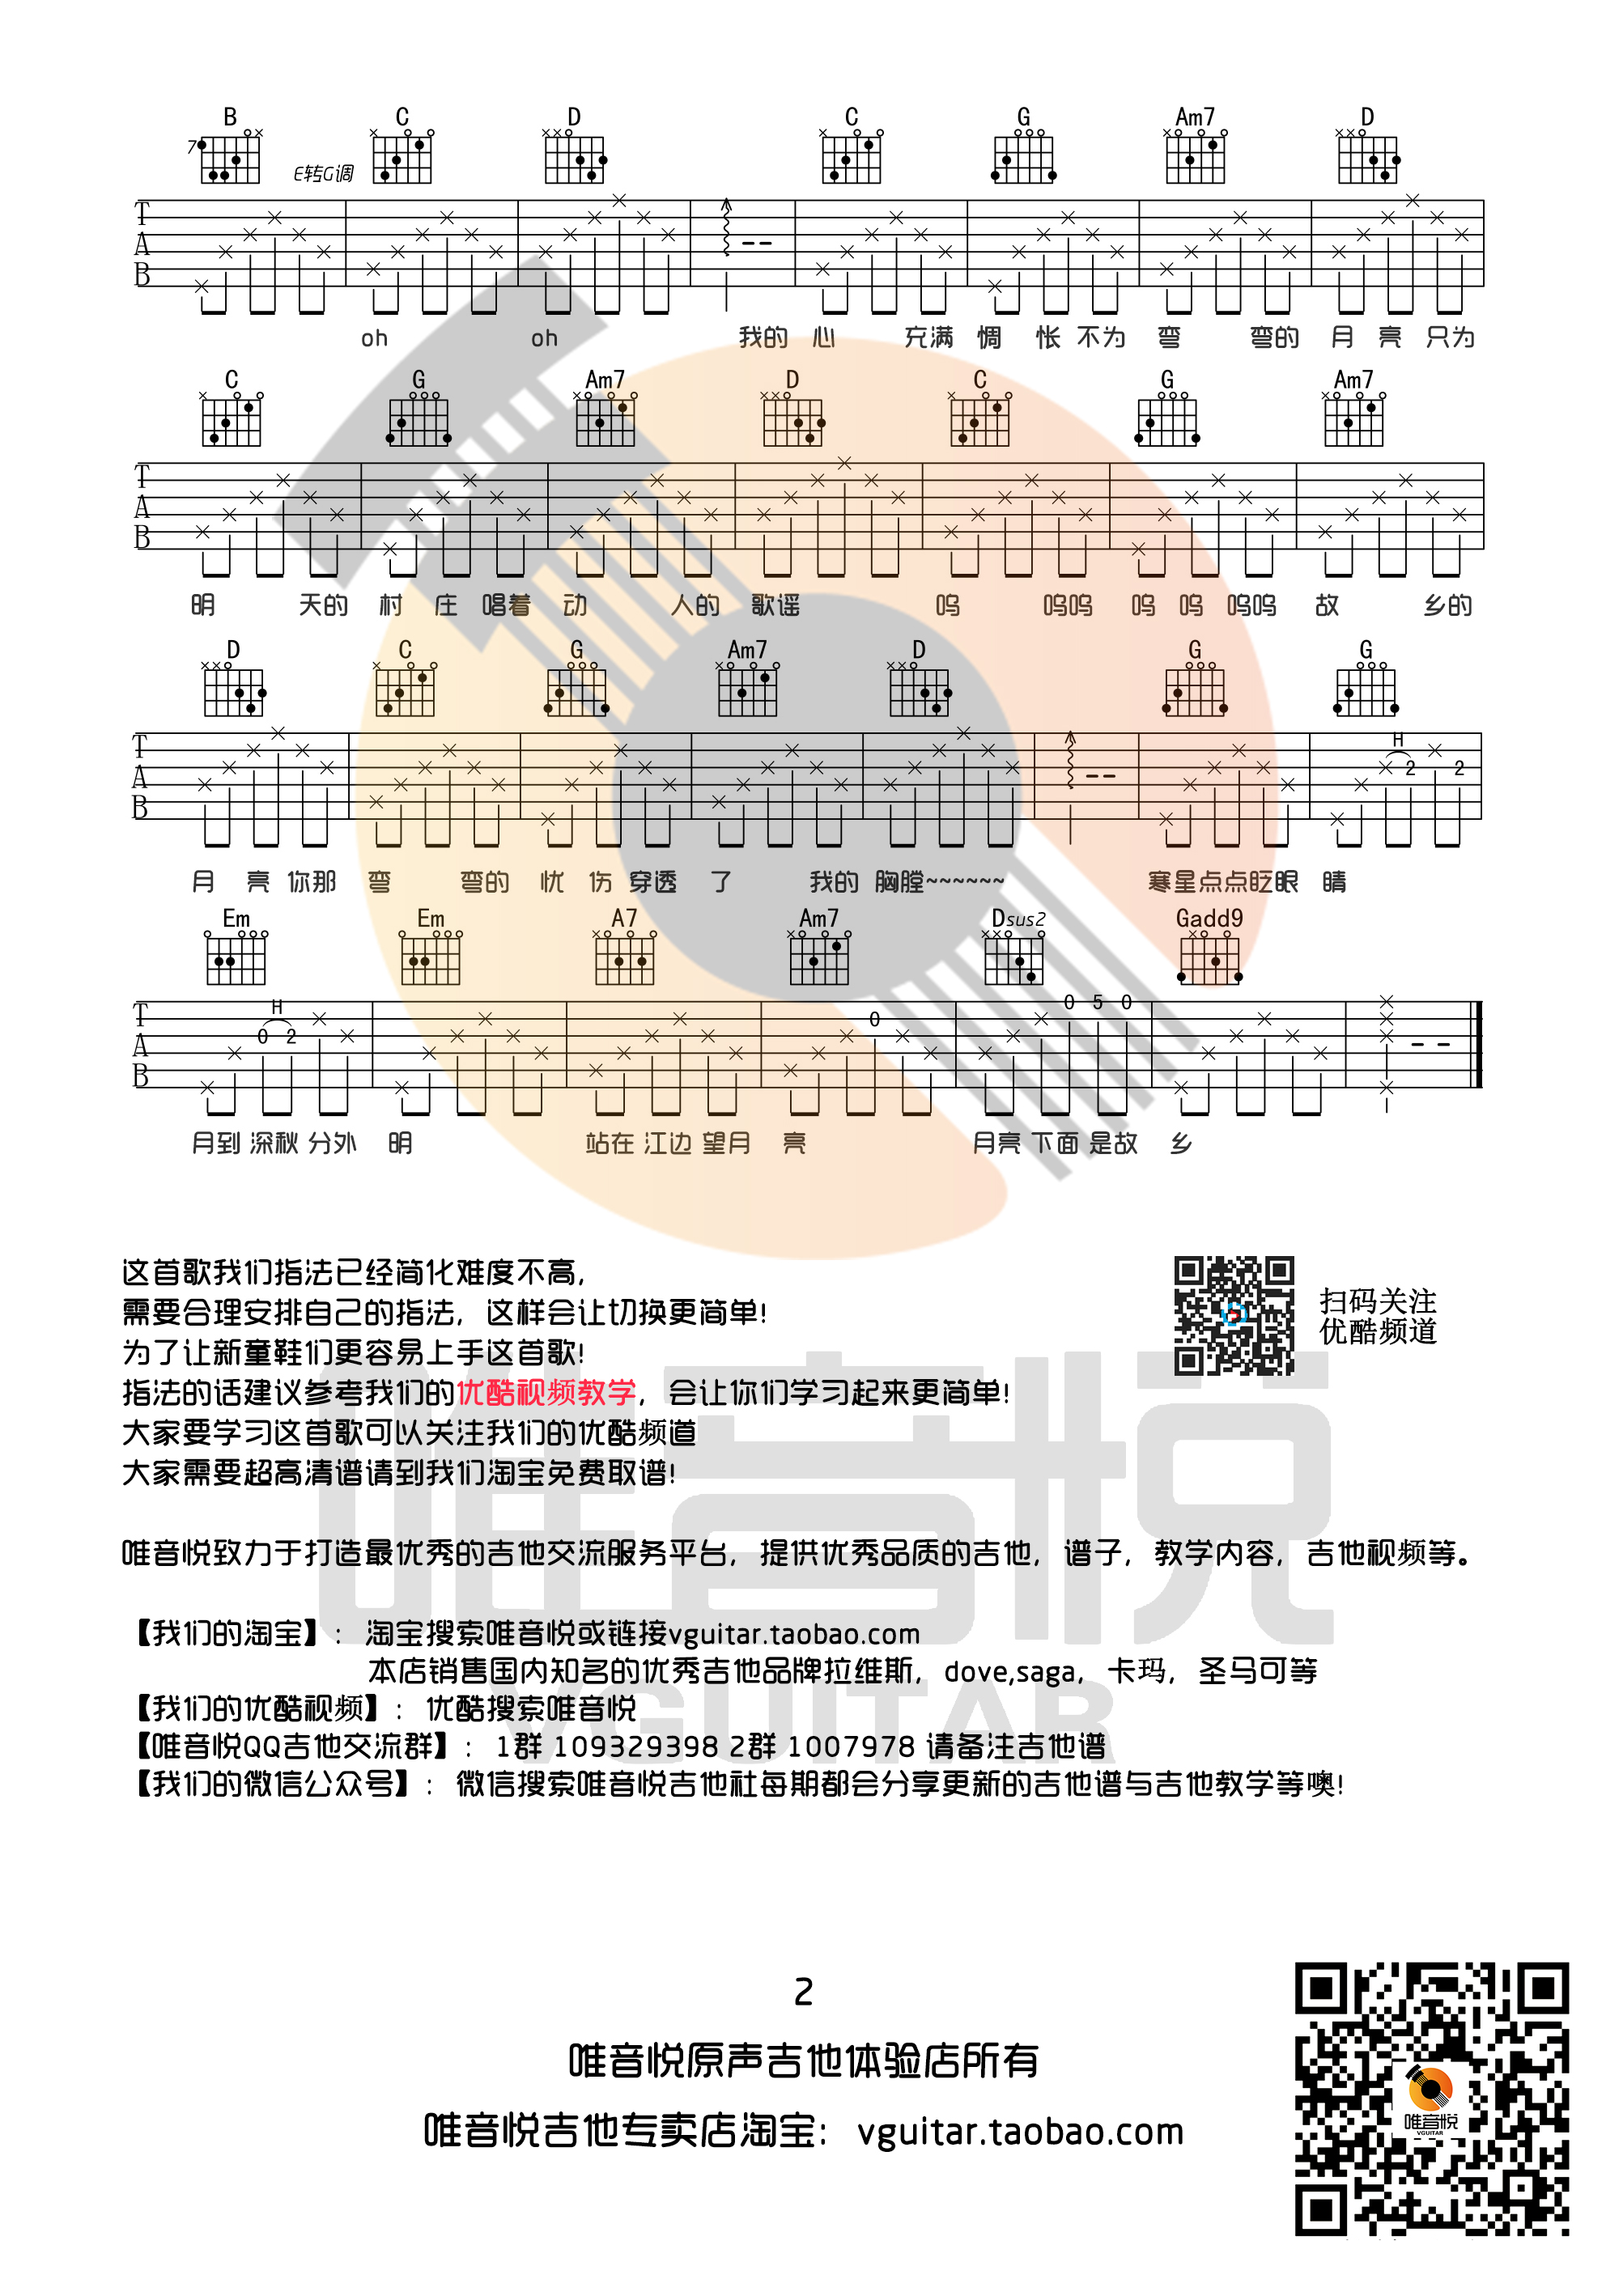 B C D C G Am7 D
7 E转G调
T
A
B
oh oh 我的 心 充满 惆 怅 不为 弯 弯的 月 亮 只为
C G Am7 D C G Am7
T
A
B
明 天的 村 庄 唱着 动 人的 歌谣 呜 呜呜 呜 呜 呜呜 故 乡的
D C G Am7 D G G
H
T
A 2 2
B
月 亮 你那 弯 弯的 忧 伤 穿透 了 我的 胸膛~~~~~~ 寒星点点眨眼 睛
Em Em A7 Am7 Dsus2 Gadd9
H 0 5 0
T 0
A 0 2
B
月到 深秋 分外 明 站在 江边 望月 亮 月亮 下面 是故 乡
这首歌我们指法已经简化难度不高，
需要合理安排自己的指法，这样会让切换更简单!
为了让新童鞋们更容易上手这首歌!
指法的话建议参考我们的优酷视频教学，会让你们学习起来更简单!
大家要学习这首歌可以关注我们的优酷频道
大家需要超高清谱请到我们淘宝免费取谱!
扫码关注
优酷频道
唯音悦致力于打造最优秀的吉他交流服务平台，提供优秀品质的吉他，谱子，教学内容，吉他视频等。
【我们的淘宝】：淘宝搜索唯音悦或链接vguitar.taobao.com
本店销售国内知名的优秀吉他品牌拉维斯，dove,saga，卡玛，圣马可等
【我们的优酷视频】：优酷搜索唯音悦
【唯音悦QQ吉他交流群】：1群 109329398 2群 1007978 请备注吉他谱
【我们的微信公众号】：微信搜索唯音悦吉他社每期都会分享更新的吉他谱与吉他教学等噢!
唯音悦
VGUITAR
2
唯音悦原声吉他体验店所有
唯音悦吉他专卖店淘宝：vguitar.taobao.com
唯音悦
VGUITAR